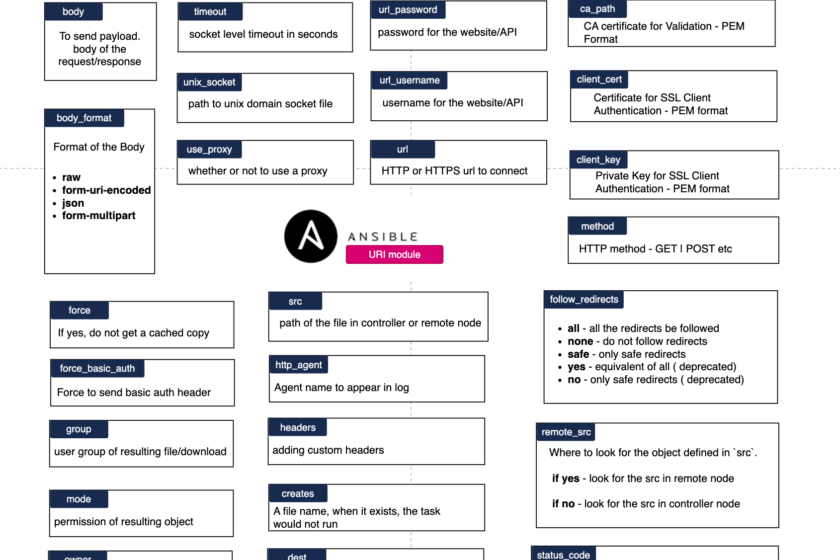 body
To send payload.
body of the
request/response
timeout
socket level timeout in seconds
url_password
password for the website/API
ca_path
CA certificate for Validation - PEM
Format
unix_socket
path to unix domain socket file
url_username
username for the website/API
client_cert
Certificate for SSL Client
Authentication - PEM format
body_format
Format of the Body
• raw
• form-uri-encoded
• json
• form-multipart
use_proxy
whether or not to use a proxy
url
HTTP or HTTPS url to connect
client_key
Private Key for SSL Client
Authentication - PEM format
method
HTTP method - GET | POST etc
ANSIBLE
URI module
force
If yes, do not get a cached copy
src
path of the file in controller or remote node
follow_redirects
• all - all the redirects be followed
• none - do not follow redirects
• safe - only safe redirects
• yes - equivalent of all ( deprecated)
• no - only safe redirects ( deprecated)
force_basic_auth
Force to send basic auth header
http_agent
Agent name to appear in log
group
user group of resulting file/download
headers
adding custom headers
remote_src
Where to look for the object defined in `src`.
if yes - look for the src in remote node
if no - look for the src in controller node
mode
permission of resulting object
creates
A file name, when it exists, the task
would not run
owner
dest
status_code